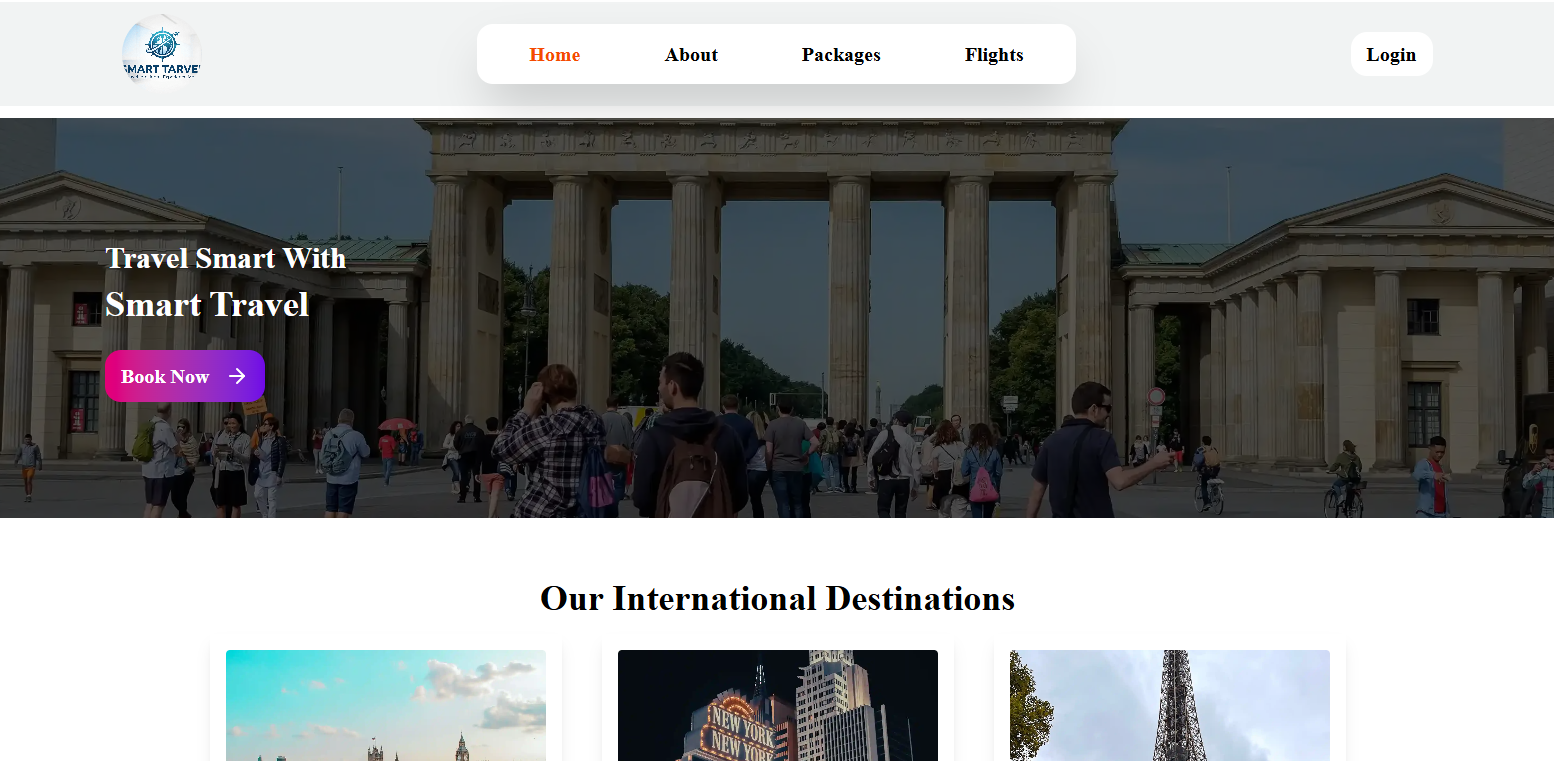 SMART TARVEL
Home
About
Packages
Flights
Login
Travel Smart With
Smart Travel
Book Now
Our International Destinations
NEW YORK
NEW YORK